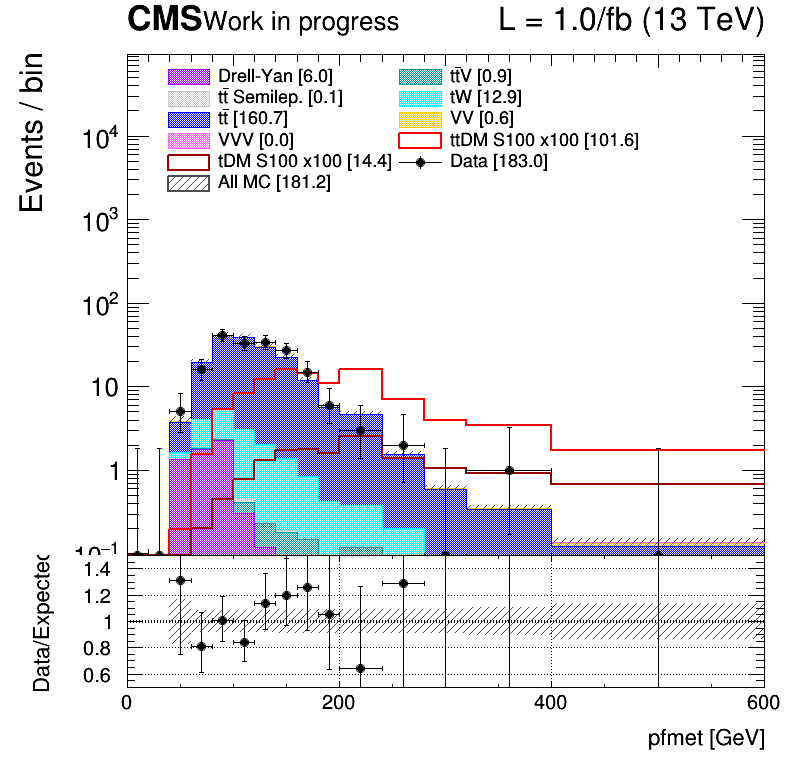 CMS Work in progress L = 1.0/fb (13 TeV)
Events / bin
Drell-Yan [6.0] tt̄V [0.9]
tt̄ Semilep. [0.1] tW [12.9]
tt̄ [160.7] VV [0.6]
VVV [0.0] ttDM S100 x100 [101.6]
tDM S100 x100 [14.4] Data [183.0]
All MC [181.2]
10⁴
10³
10²
10
1
10⁻¹
Data/Expected
1.4
1.2
1
0.8
0.6
0 200 400 600
pfmet [GeV]